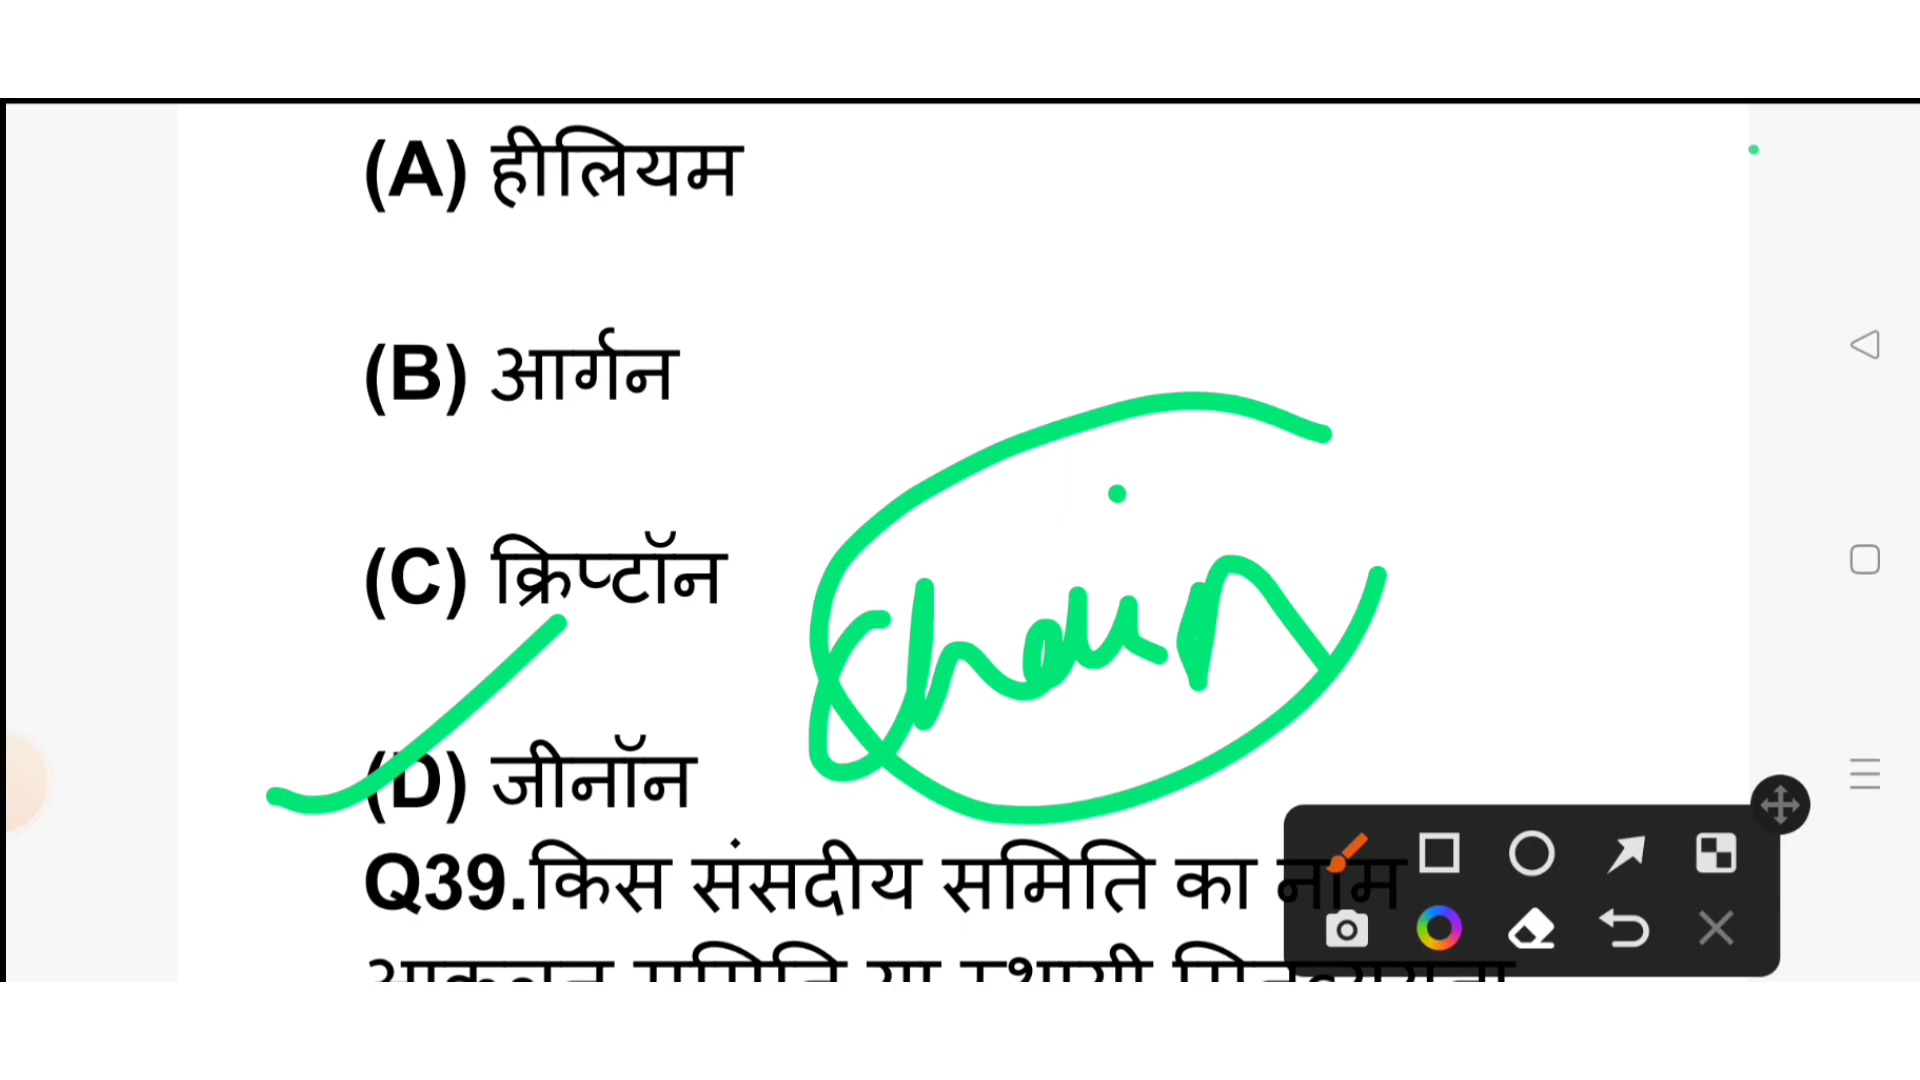 (A) हीलियम
(B) आर्गन
(C) क्रिप्टॉन
Chain
(D) जीनॉन
Q39.किस संसदीय समिति का नाम